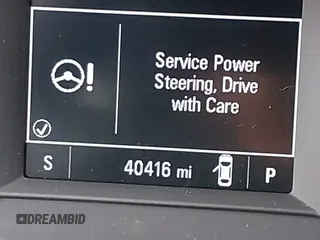 Service Power
Steering, Drive
with Care
S 40416 mi P
DREAMBID